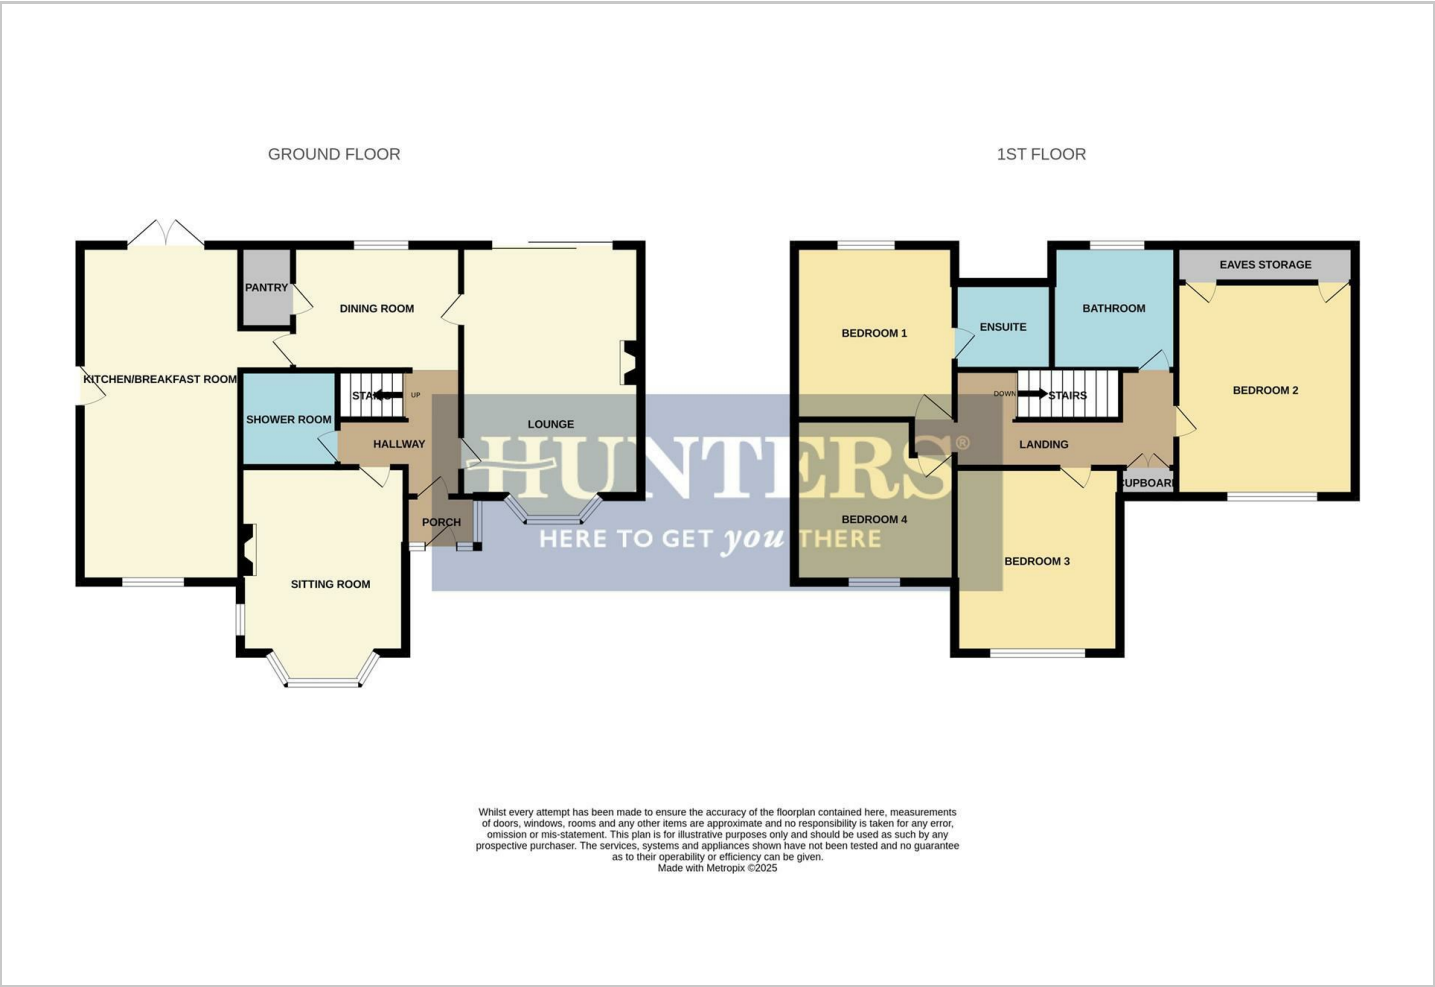 GROUND FLOOR
1ST FLOOR
PANTRY
DINING ROOM
KITCHEN/BREAKFAST ROOM
STAIRS
UP
SHOWER ROOM
HALLWAY
LOUNGE
PORCH
SITTING ROOM
EAVES STORAGE
BEDROOM 1
ENSUITE
BATHROOM
BEDROOM 2
DOWN
STAIRS
LANDING
CUPBOARD
BEDROOM 4
BEDROOM 3
HUNTERS®
HERE TO GET you THERE
Whilst every attempt has been made to ensure the accuracy of the floorplan contained here, measurements
of doors, windows, rooms and any other items are approximate and no responsibility is taken for any error,
omission or mis-statement. This plan is for illustrative purposes only and should be used as such by any
prospective purchaser. The services, systems and appliances shown have not been tested and no guarantee
as to their operability or efficiency can be given.
Made with Metropix ©2025